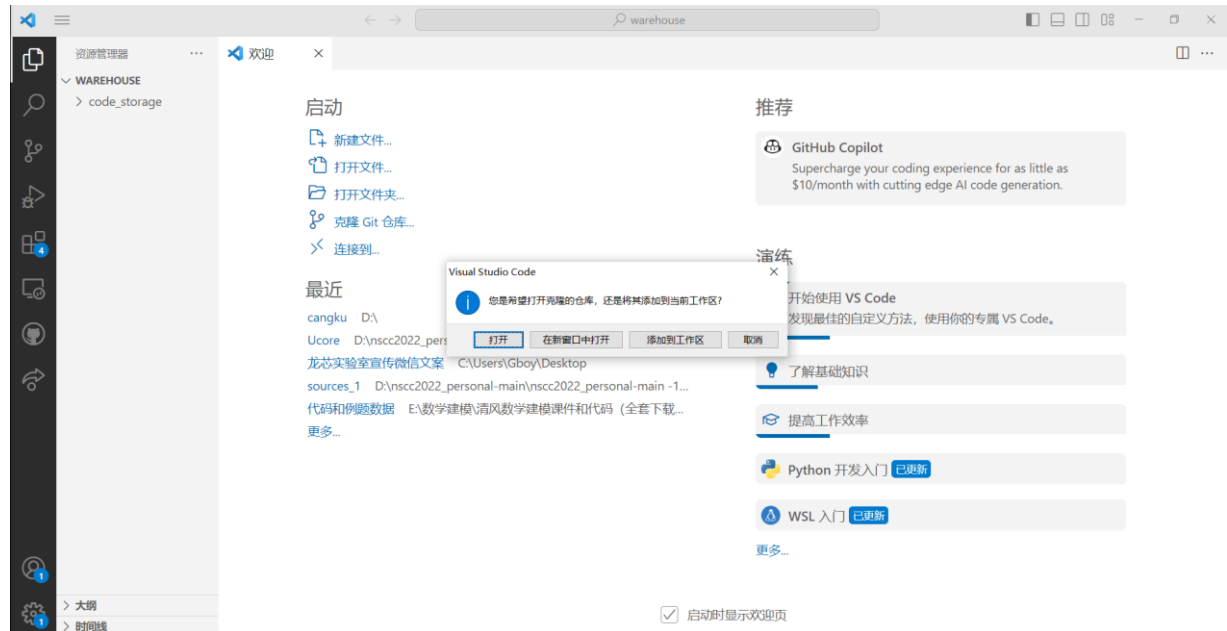 warehouse
资源管理器
欢迎
WAREHOUSE
code_storage
启动
新建文件...
打开文件...
打开文件夹...
克隆 Git 仓库...
连接到...
最近
cangku D:\
Ucore D:\nscc2022_pers
龙芯实验室宣传微信文案 C:\Users\Gboy\Desktop
sources_1 D:\nscc2022_personal-main\nscc2022_personal-main -1...
代码和例题数据 E:\数学建模\清风数学建模课件和代码（全套下载...
更多...
Visual Studio Code
您是希望打开克隆的仓库，还是将其添加到当前工作区?
打开
在新窗口中打开
添加到工作区
取消
推荐
GitHub Copilot
Supercharge your coding experience for as little as
$10/month with cutting edge AI code generation.
演练
开始使用 VS Code
发现最佳的自定义方法，使用你的专属 VS Code。
了解基础知识
提高工作效率
Python 开发入门 已更新
WSL 入门 已更新
更多...
启动时显示欢迎页
4
1
1
大纲
时间线